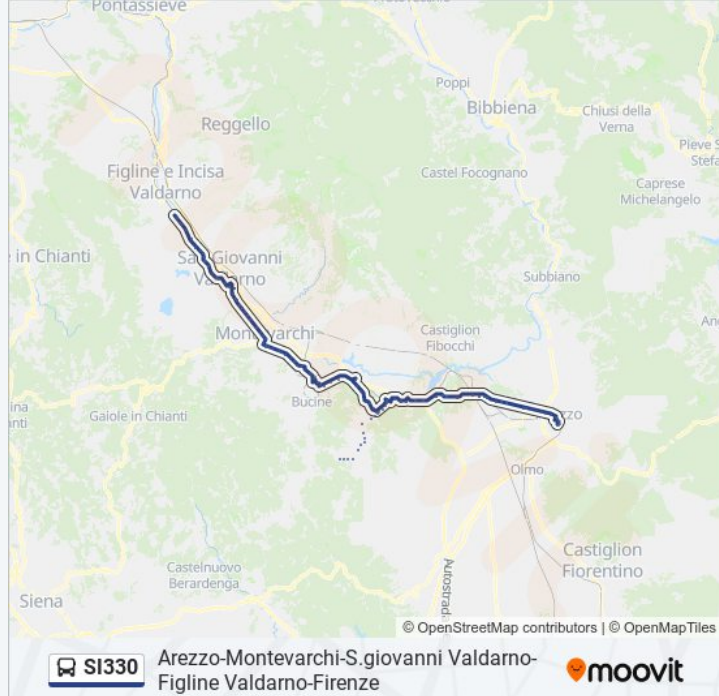 Pontassieve
Poppi
Bibbiena
Chiusi della
Verna
Reggello
Pieve S
Stefa
Castel Focognano
Figline e Incisa
Valdarno
Caprese
Michelangelo
e in Chianti
San Giovanni
Valdarno
Subbiano
Montevarchi
Castiglion
Fibocchi
Bucine
Gaiole in Chianti
Olmo
Castiglion
Fiorentino
Autostrad
Castelnuovo
Berardenga
Siena
© OpenStreetMap contributors | © OpenMapTiles
SI330
Arezzo-Montevarchi-S.giovanni Valdarno-
Figline Valdarno-Firenze
moovit